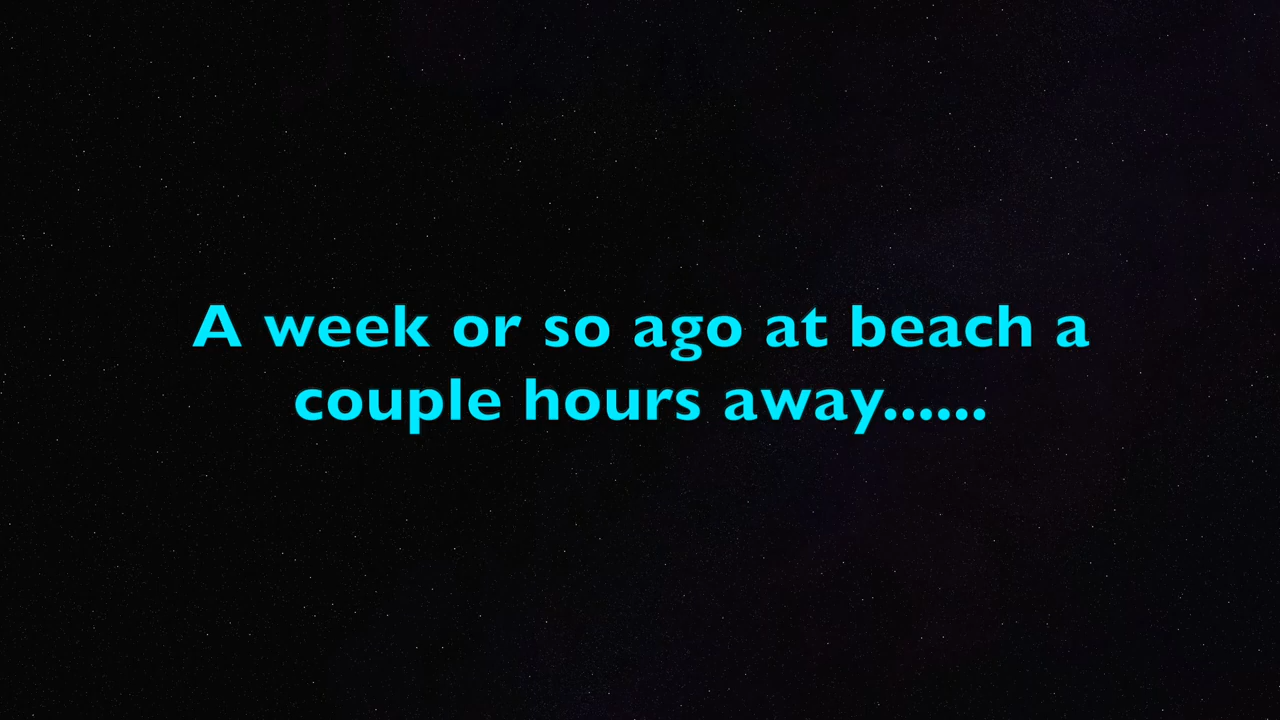 A week or so ago at beach a
couple hours away......